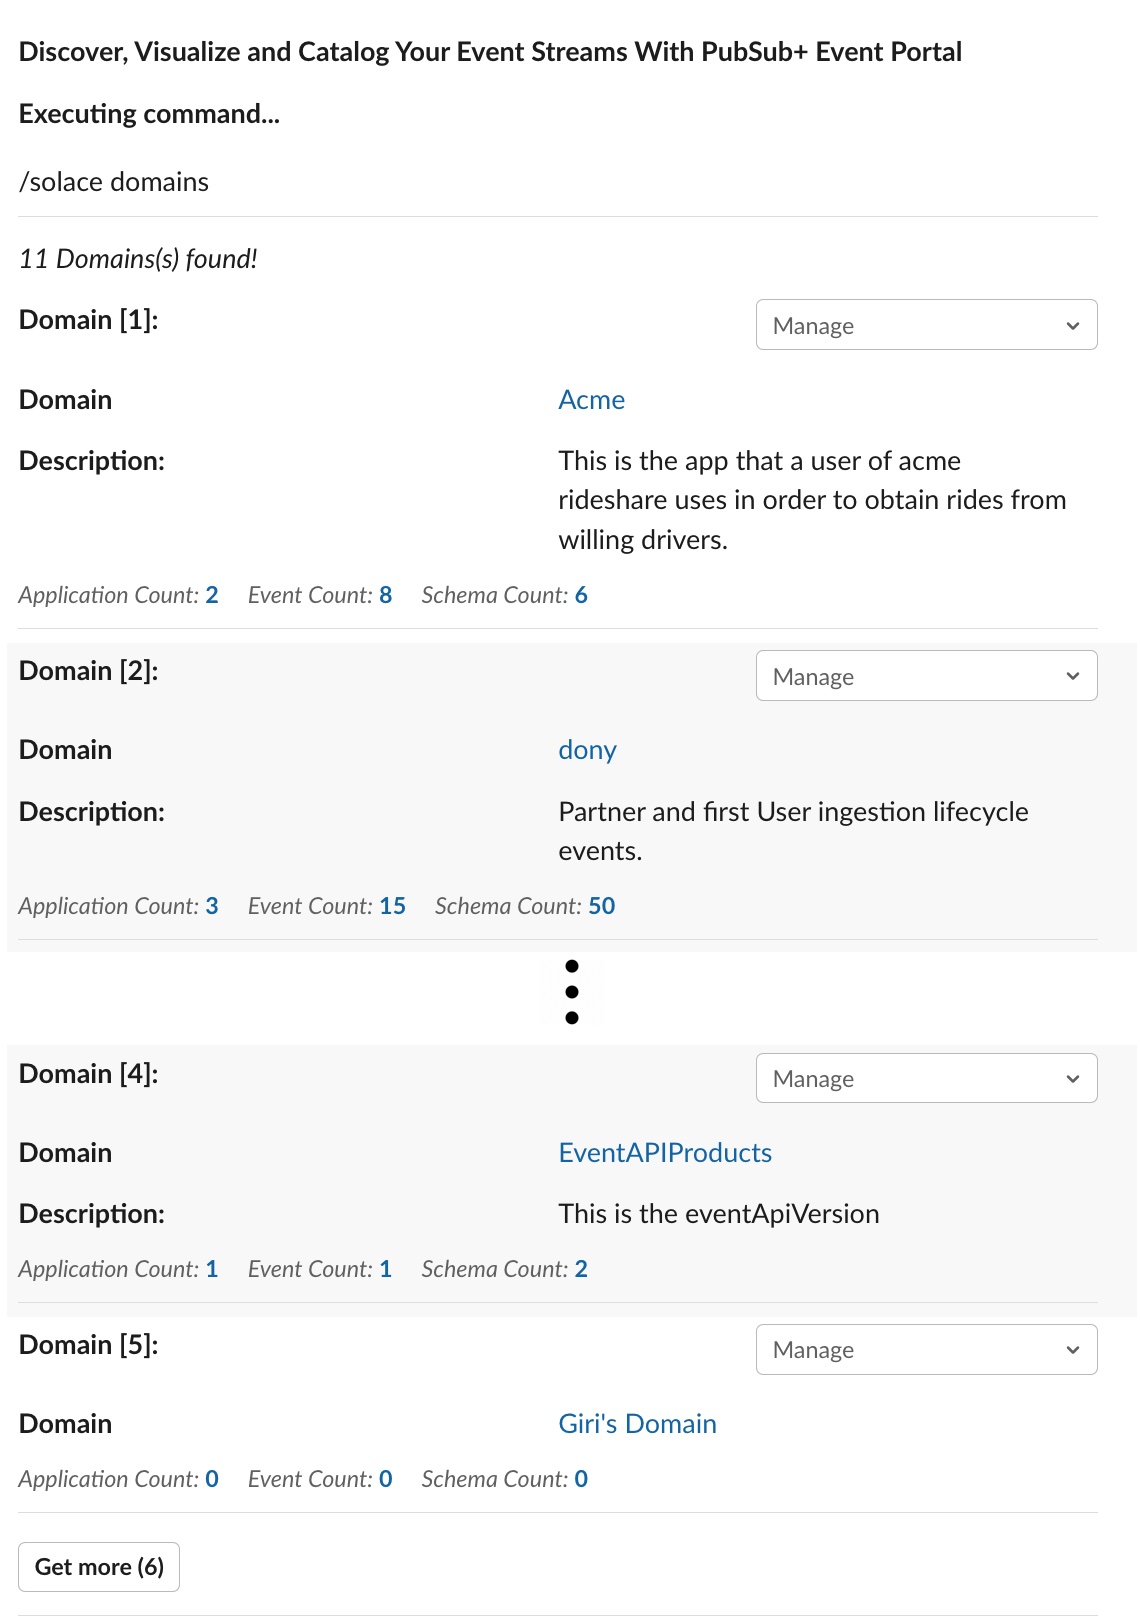 Discover, Visualize and Catalog Your Event Streams With PubSub+ Event Portal
Executing command...
/solace domains
11 Domains(s) found!
Domain [1]:
Manage
Domain
Acme
Description:
This is the app that a user of acme
rideshare uses in order to obtain rides from
willing drivers.
Application Count: 2 Event Count: 8 Schema Count: 6
Domain [2]:
Manage
Domain
dony
Description:
Partner and first User ingestion lifecycle
events.
Application Count: 3 Event Count: 15 Schema Count: 50
Domain [4]:
Manage
Domain
EventAPIProducts
Description:
This is the eventApiVersion
Application Count: 1 Event Count: 1 Schema Count: 2
Domain [5]:
Manage
Domain
Giri's Domain
Application Count: 0 Event Count: 0 Schema Count: 0
Get more (6)